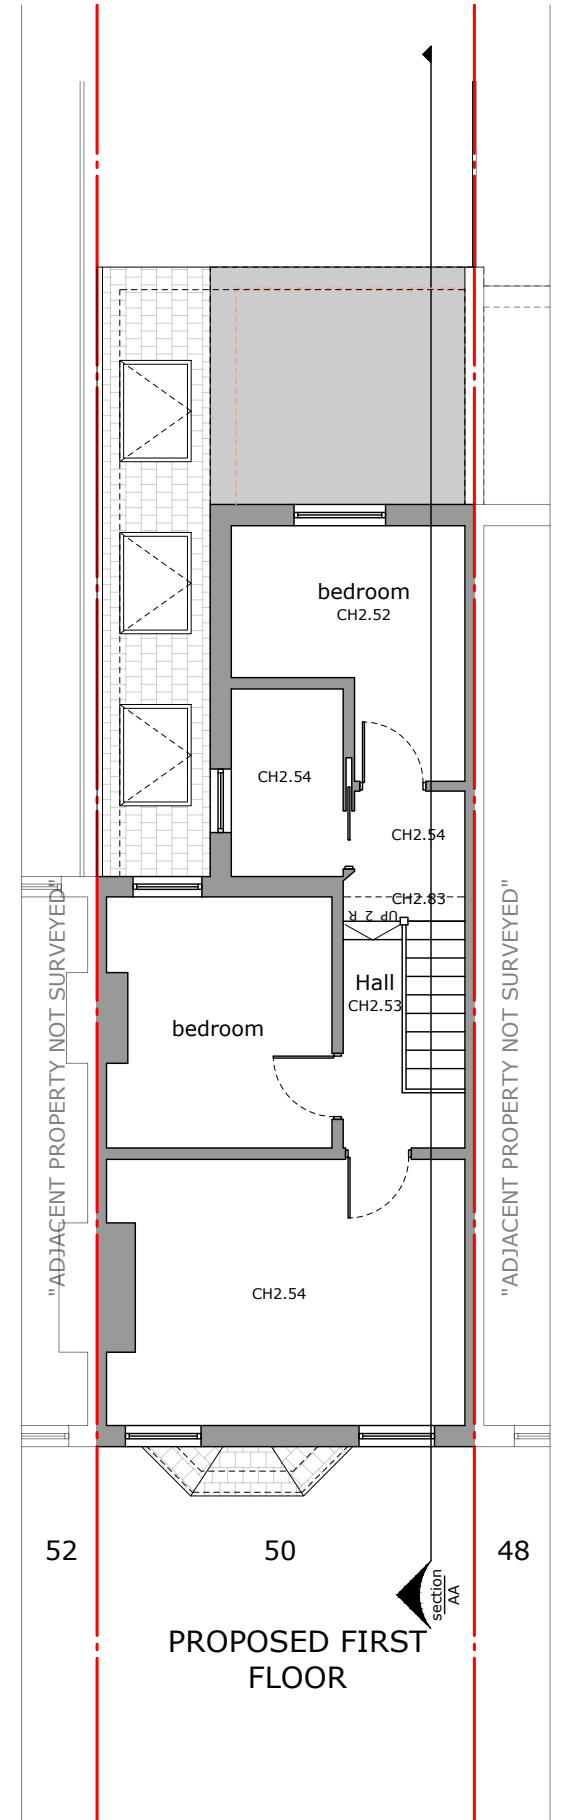 bedroom
CH2.52
CH2.54
CH2.54
CH2.83
UP 2 R
Hall
CH2.53
bedroom
"ADJACENT PROPERTY NOT SURVEYED"
"ADJACENT PROPERTY NOT SURVEYED"
CH2.54
52
50
48
section
AA
PROPOSED FIRST
FLOOR